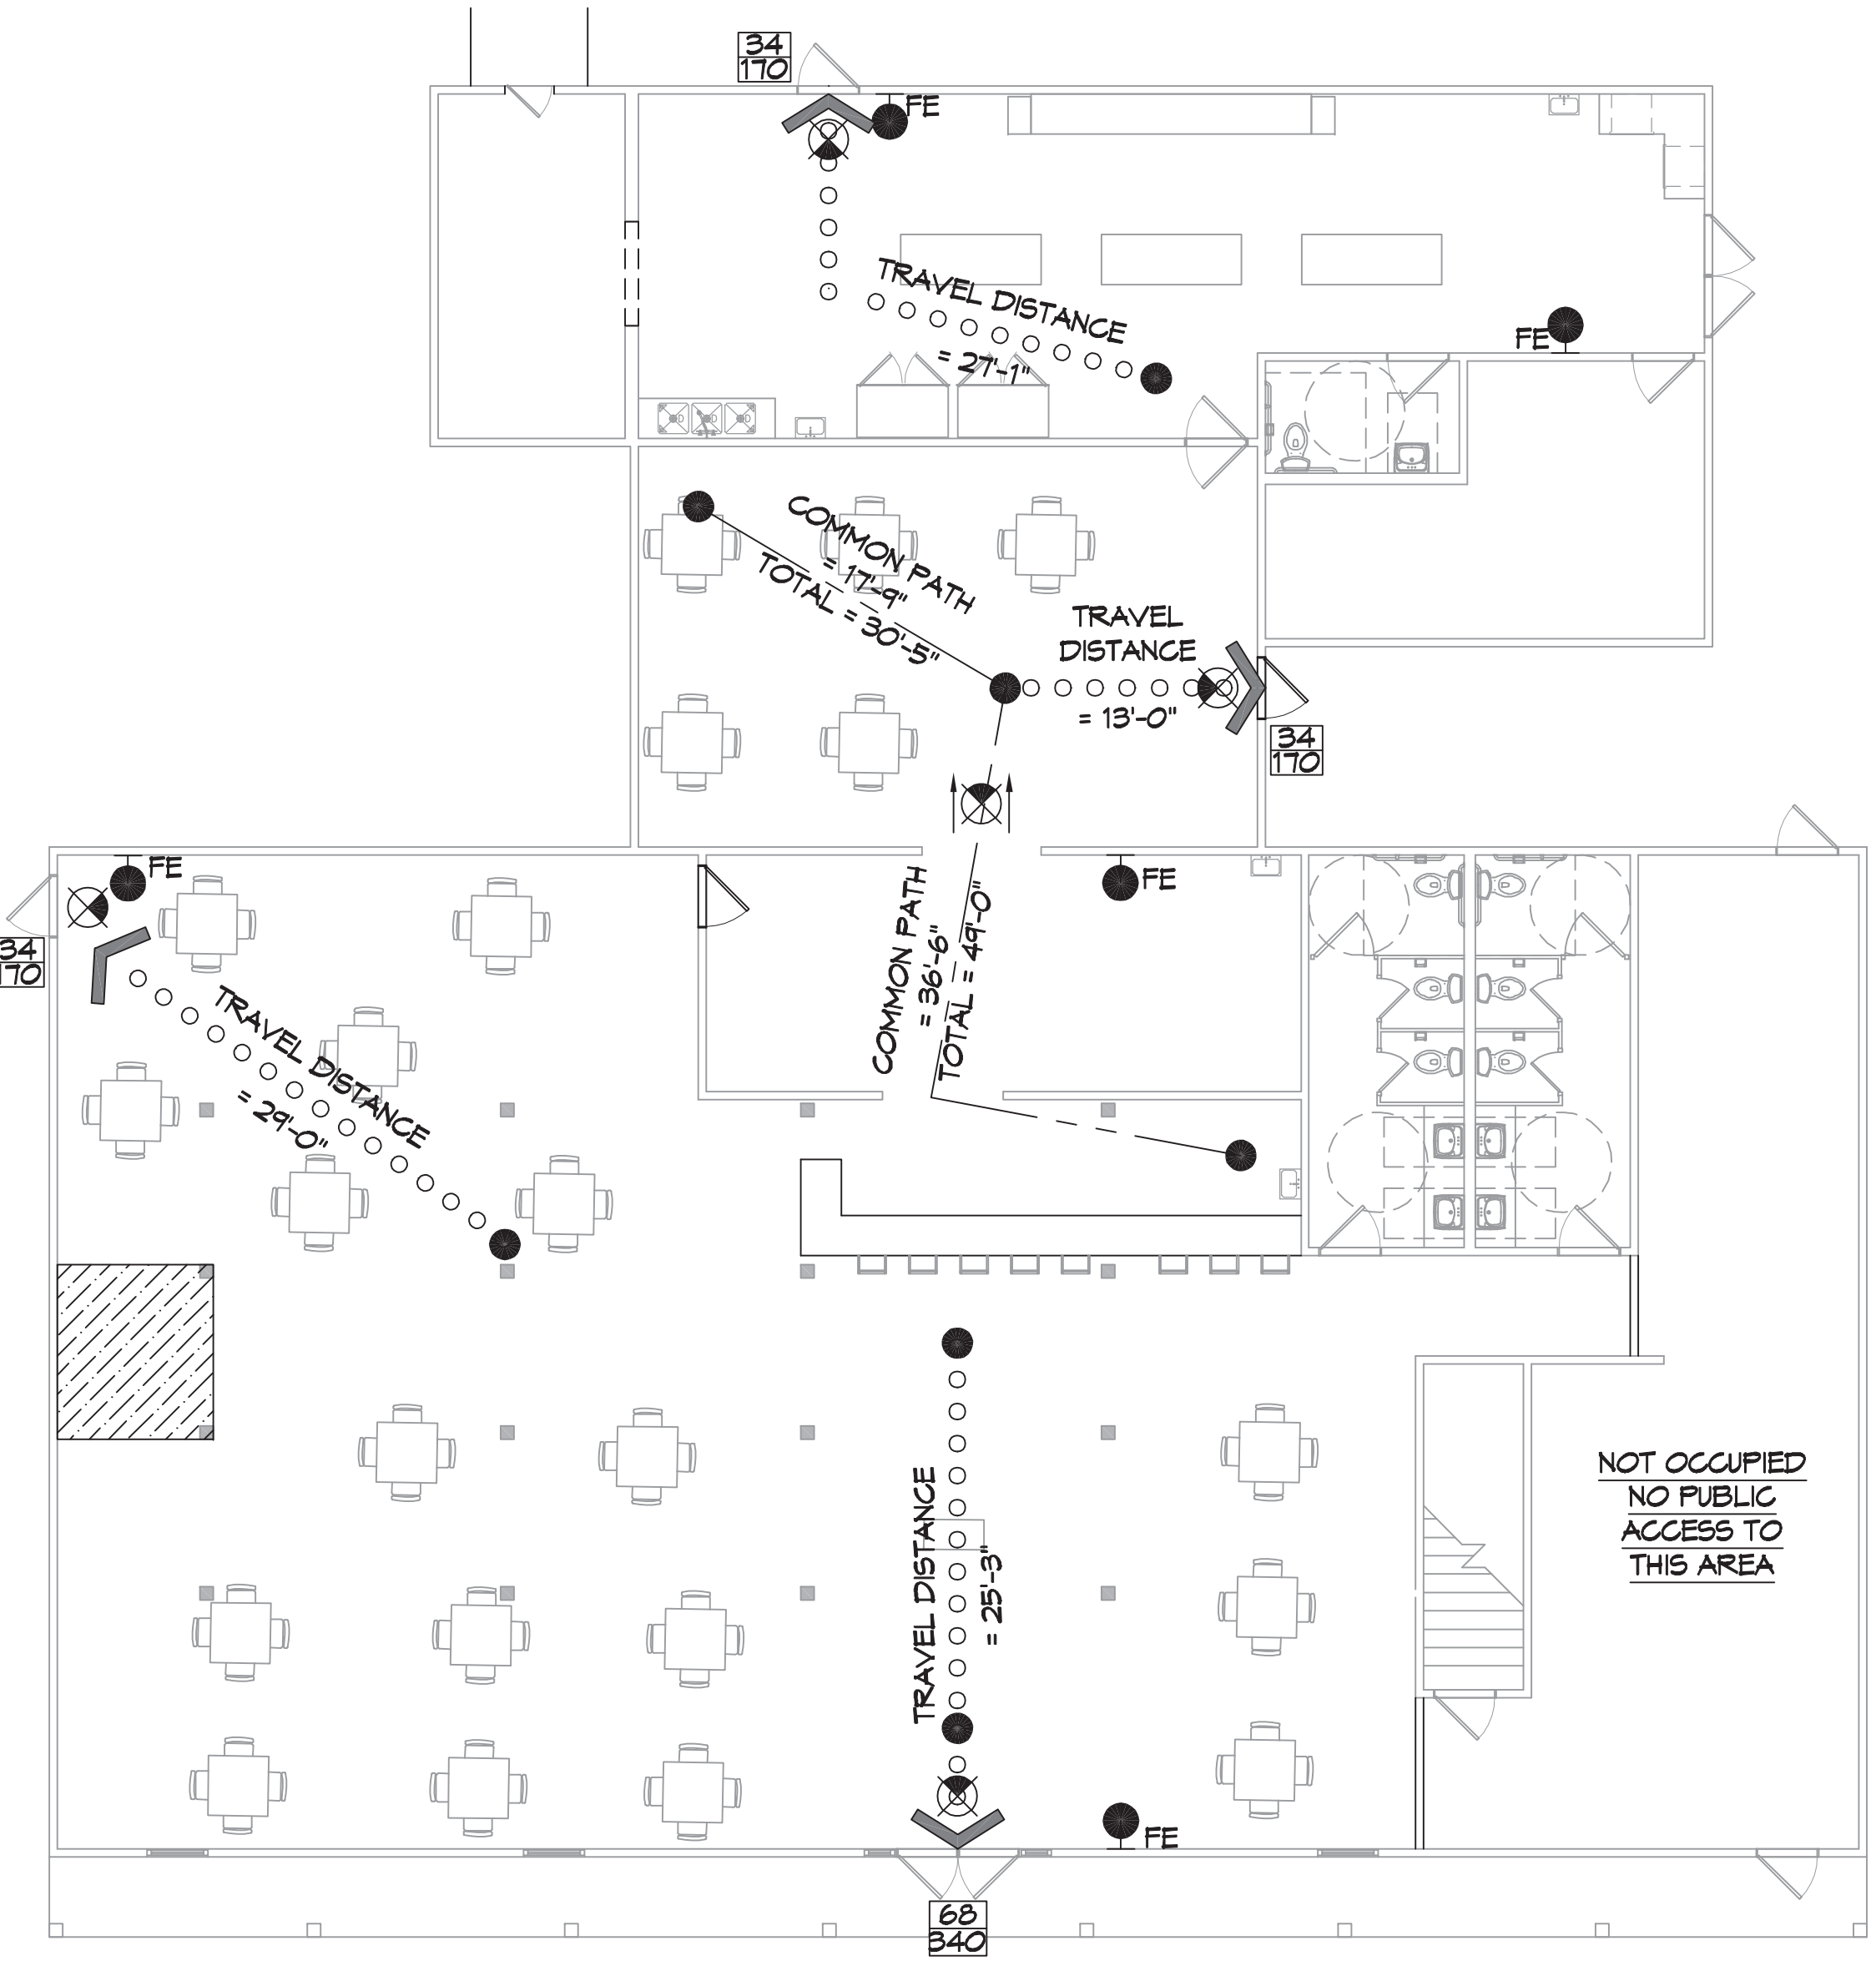 34
170
FE
TRAVEL DISTANCE
= 27'-1"
FE
COMMON PATH
= 17'-9"
TOTAL = 30'-5"
TRAVEL
DISTANCE
= 13'-0"
34
170
FE
34
170
FE
COMMON PATH
= 36'-6"
TOTAL = 49'-0"
TRAVEL DISTANCE
= 29'-0"
TRAVEL DISTANCE
= 25'-3"
NOT OCCUPIED
NO PUBLIC
ACCESS TO
THIS AREA
FE
68
340